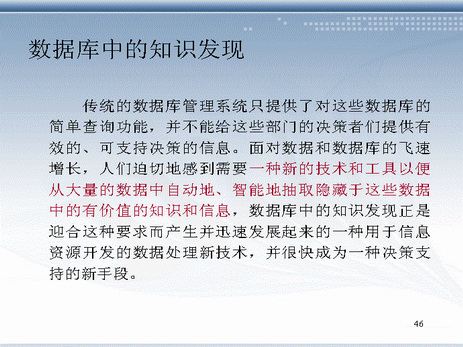 数据库中的知识发现
传统的数据库管理系统只提供了对这些数据库的
简单查询功能，并不能给这些部门的决策者们提供有
效的、可支持决策的信息。面对数据和数据库的飞速
增长，人们迫切地感到需要一种新的技术和工具以便
从大量的数据中自动地、智能地抽取隐藏于这些数据
中的有价值的知识和信息，数据库中的知识发现正是
迎合这种要求而产生并迅速发展起来的一种用于信息
资源开发的数据处理新技术，并很快成为一种决策支
持的新手段。
46